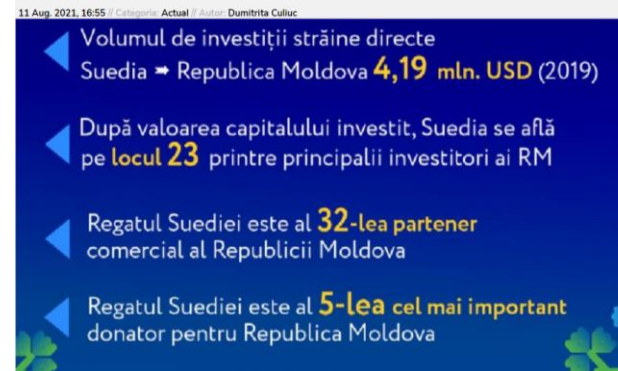 11 Aug. 2021, 16:55 // Categoria: Actual // Autor: Dumitrita Culiuc
Volumul de investiții străine directe
Suedia ➡ Republica Moldova 4,19 mln. USD (2019)
După valoarea capitalului investit, Suedia se află
pe locul 23 printre principalii investitori ai RM
Regatul Suediei este al 32-lea partener
comercial al Republicii Moldova
Regatul Suediei este al 5-lea cel mai important
donator pentru Republica Moldova